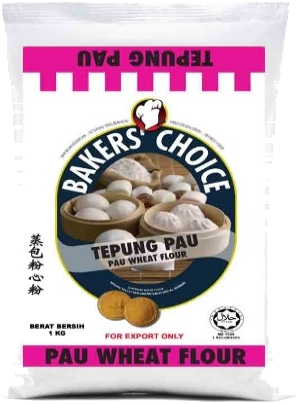 TEPUNG
PAU
BAKERS' CHOICE
TEPUNG PAU
PAU WHEAT FLOUR
蒸包粉心粉
BERAT BERSIH
1 KG
FOR EXPORT ONLY
PAU WHEAT FLOUR